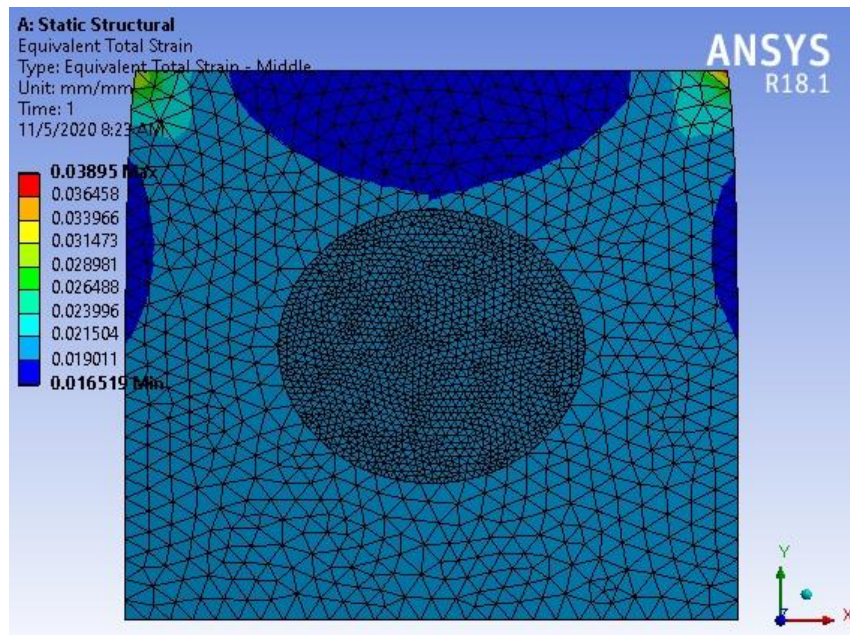 A: Static Structural
Equivalent Total Strain
Type: Equivalent Total Strain - Middle
Unit: mm/mm
Time: 1
11/5/2020 8:23 AM
ANSYS
R18.1
0.03895 Max
0.036458
0.033966
0.031473
0.028981
0.026488
0.023996
0.021504
0.019011
0.016519 Min
Y
Z
X